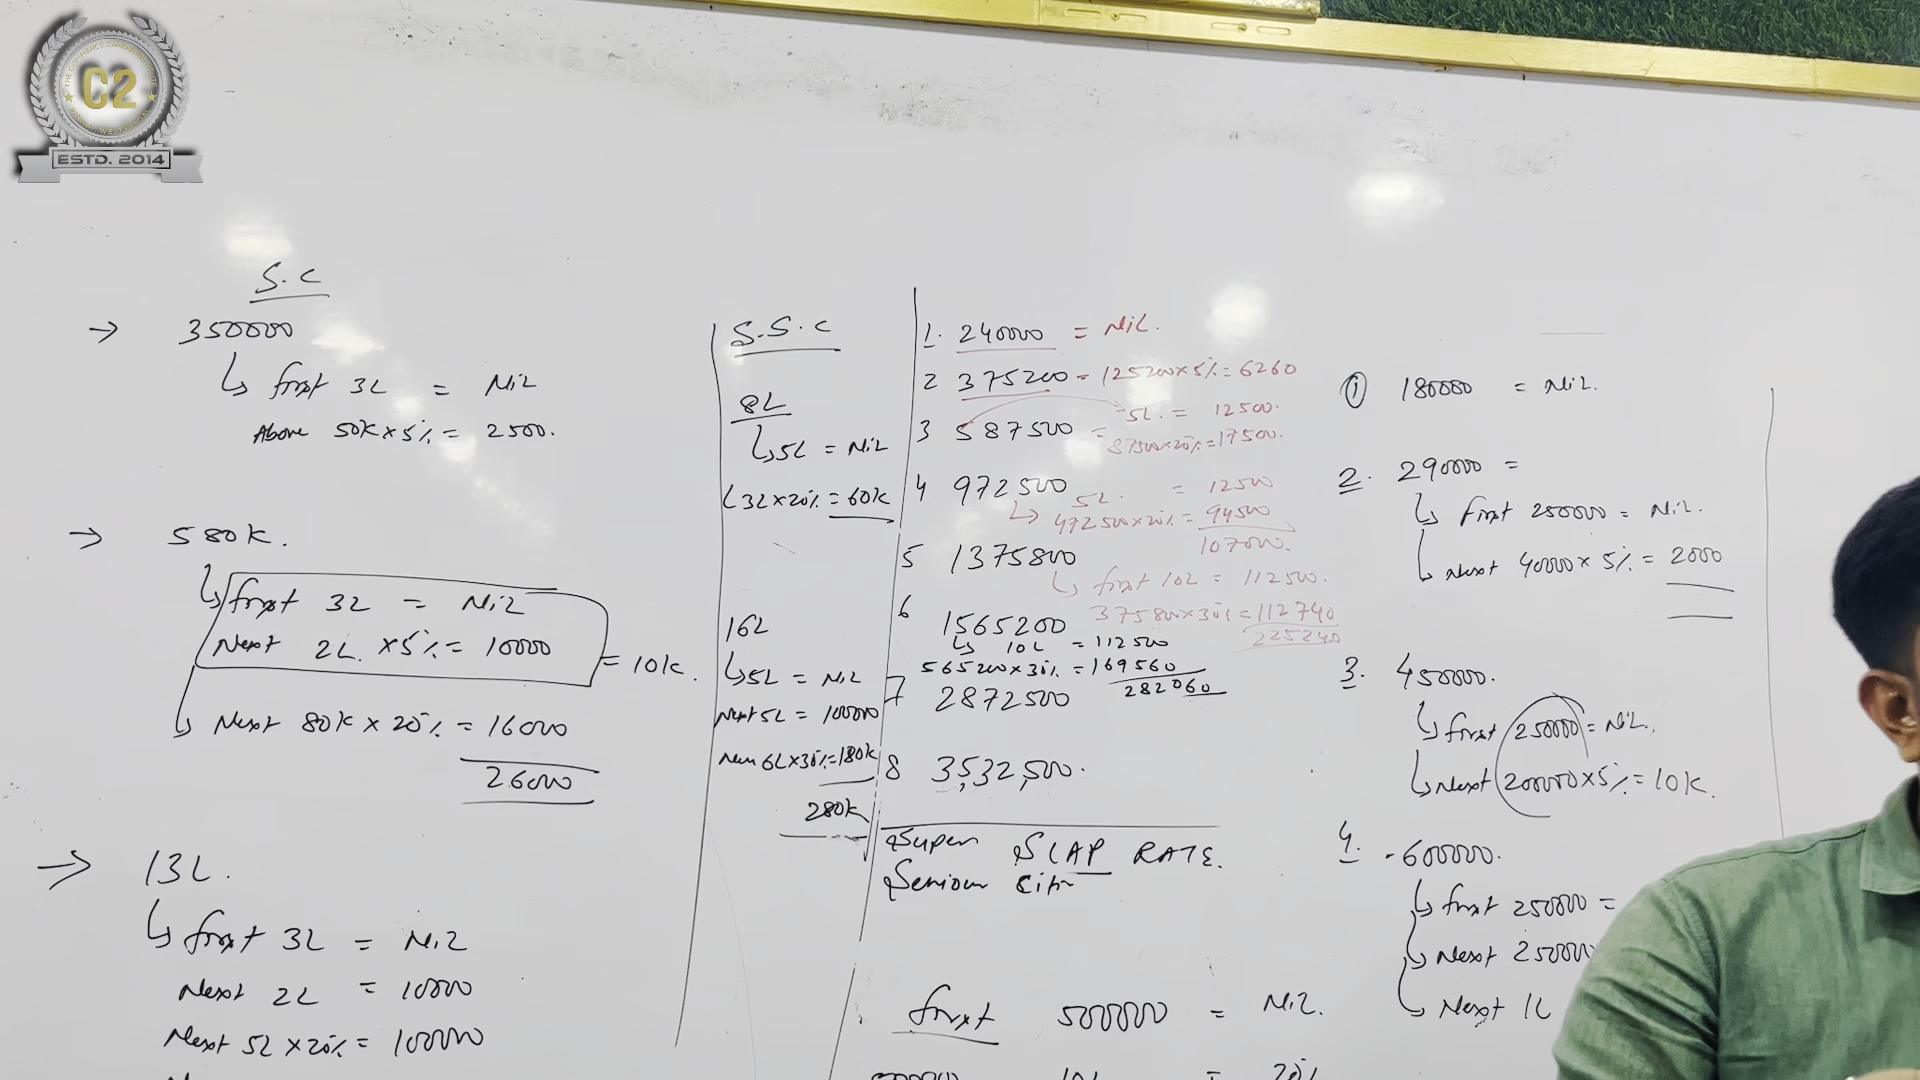 C2
ESTD. 2014
S.C
→ 350000
↳ first 3L = Nil
Above 50K×5% = 2500.
→ 580K.
↳ first 3L = Nil
Next 2L. ×5% = 10000
= 10K.
↳ Next 80K × 20% = 16000
26000
→ 13L.
↳ first 3L = Nil
Next 2L = 10000
Next 5L ×20% = 100000
S.S.C
8L
↳ 5L = Nil
↳ 3L×20% = 60K
16L
↳ 5L = Nil
Next 5L = 100000
Next 6L×30% = 180K
280K
1. 240000 = Nil.
2 375200 - 125200×5% = 6260
3 587500 = 5L. = 12500.
87500×20% = 17500.
4 972500
5L. = 12500
↳ 472500×20% = 94500
107000.
5 1375800
↳ first 10L = 112500.
375800×30% = 112740
225240
6 1565200
↳ 10L = 112500
565200×30% = 169560
282060
7 2872500
8 3532,500.
Super SLAP RATE.
Senior Citi
first 500000 = Nil.
10L = 20%
① 180000 = Nil.
2. 290000 =
↳ first 250000 = Nil.
↳ Next 40000 × 5% = 2000
3. 450000.
↳ first 250000 = Nil.
↳ Next 200000×5% = 10K.
4. - 600000.
↳ first 250000 =
↳ Next 250000
↳ Next 1L